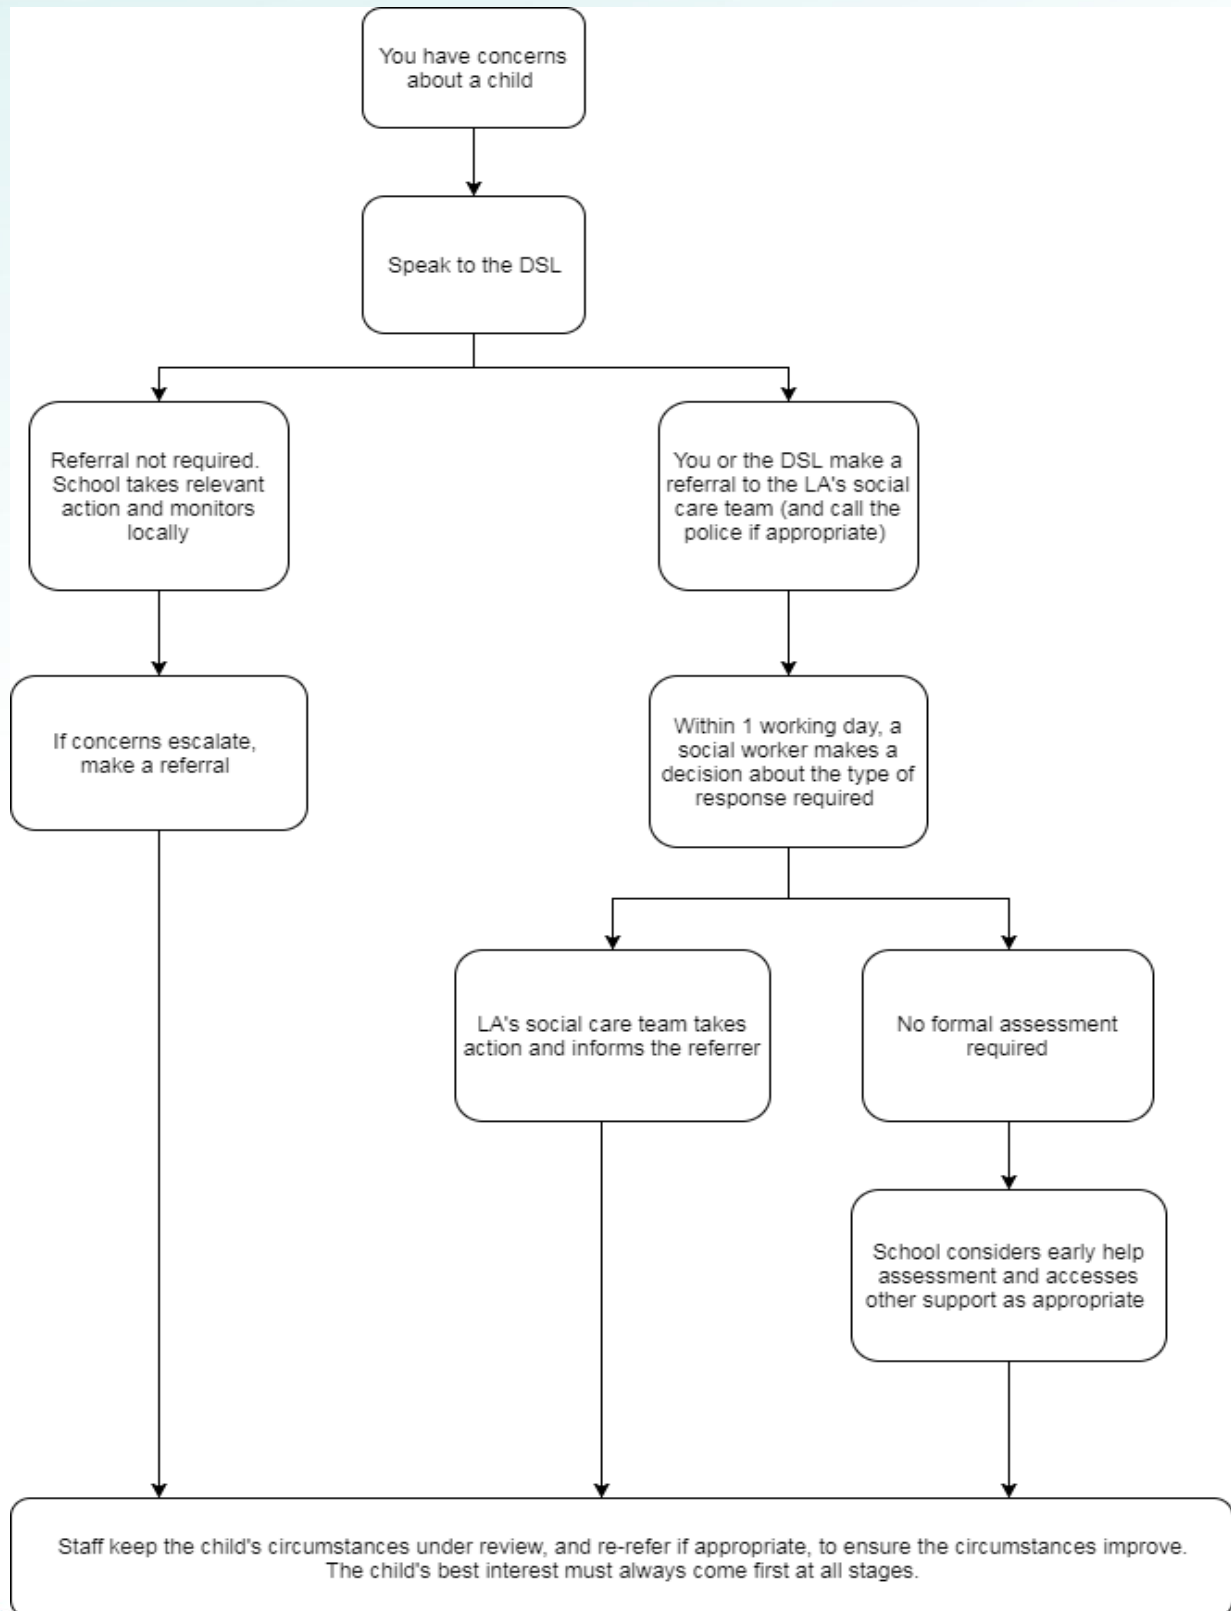 You have concerns
about a child
Speak to the DSL
Referral not required.
School takes relevant
action and monitors
locally
You or the DSL make a
referral to the LA's social
care team (and call the
police if appropriate)
If concerns escalate,
make a referral
Within 1 working day, a
social worker makes a
decision about the type of
response required
LA's social care team takes
action and informs the referrer
No formal assessment
required
School considers early help
assessment and accesses
other support as appropriate
Staff keep the child's circumstances under review, and re-refer if appropriate, to ensure the circumstances improve.
The child's best interest must always come first at all stages.